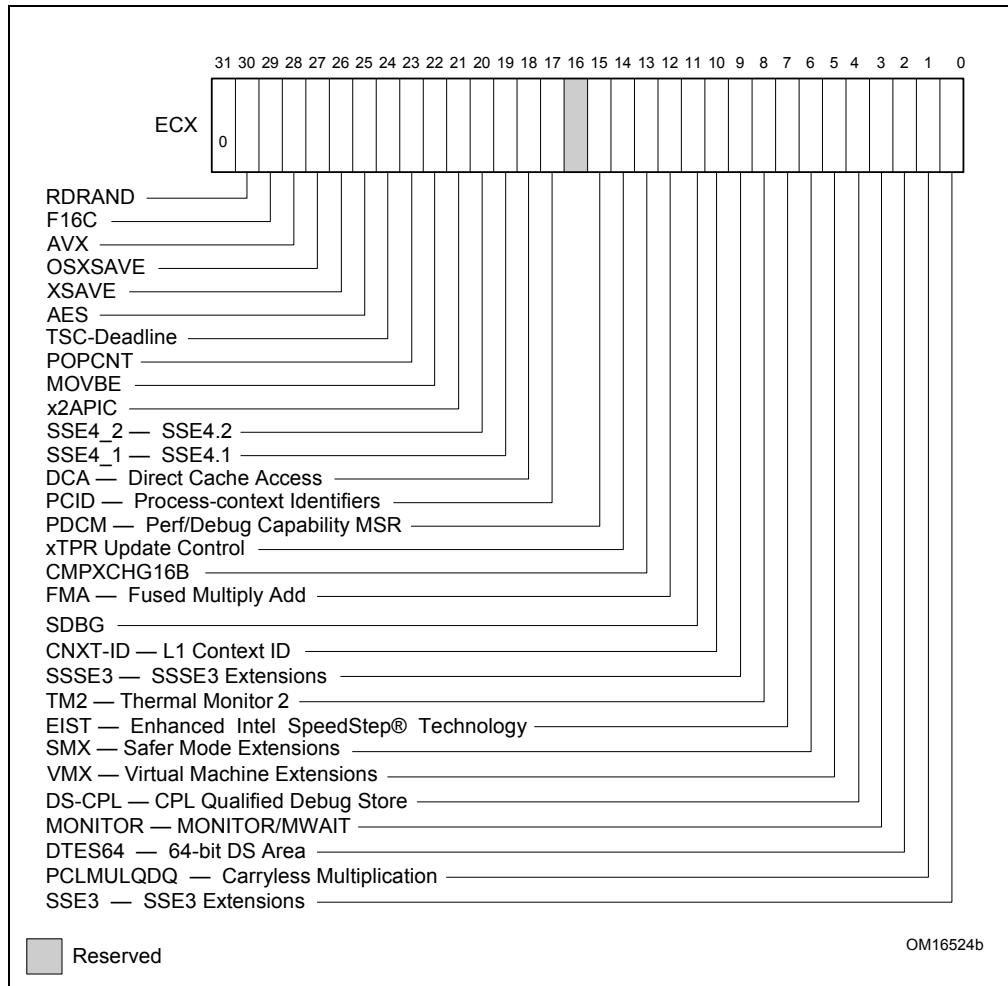 31 30 29 28 27 26 25 24 23 22 21 20 19 18 17 16 15 14 13 12 11 10 9 8 7 6 5 4 3 2 1 0
ECX
0
RDRAND
F16C
AVX
OSXSAVE
XSAVE
AES
TSC-Deadline
POPCNT
MOVBE
x2APIC
SSE4_2 — SSE4.2
SSE4_1 — SSE4.1
DCA — Direct Cache Access
PCID — Process-context Identifiers
PDCM — Perf/Debug Capability MSR
xTPR Update Control
CMPXCHG16B
FMA — Fused Multiply Add
SDBG
CNXT-ID — L1 Context ID
SSSE3 — SSSE3 Extensions
TM2 — Thermal Monitor 2
EIST — Enhanced Intel SpeedStep® Technology
SMX — Safer Mode Extensions
VMX — Virtual Machine Extensions
DS-CPL — CPL Qualified Debug Store
MONITOR — MONITOR/MWAIT
DTES64 — 64-bit DS Area
PCLMULQDQ — Carryless Multiplication
SSE3 — SSE3 Extensions
Reserved
OM16524b